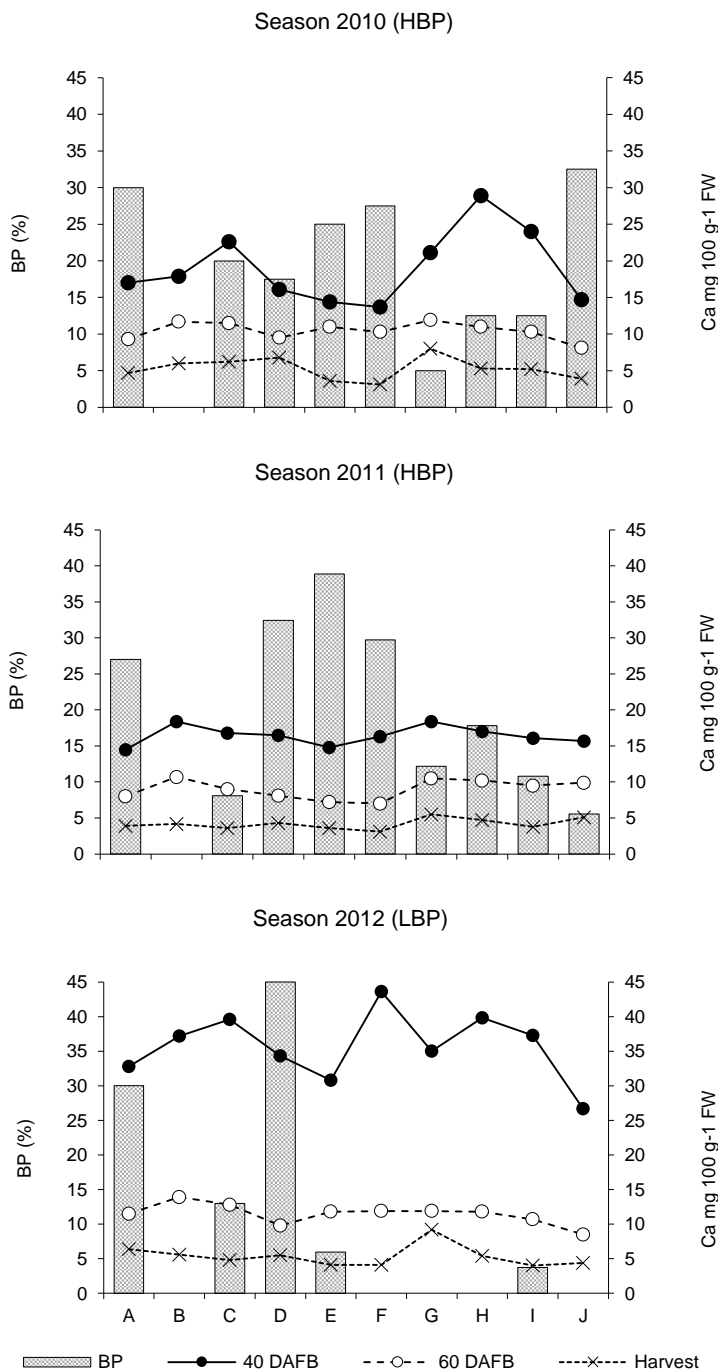 Season 2010 (HBP)
45 45
40 40
35 35
30 30
25 25
20 20
15 15
10 10
5 5
0 0
BP (%)
Ca mg 100 g-1 FW
Season 2011 (HBP)
45 45
40 40
35 35
30 30
25 25
20 20
15 15
10 10
5 5
0 0
BP (%)
Ca mg 100 g-1 FW
Season 2012 (LBP)
45 45
40 40
35 35
30 30
25 25
20 20
15 15
10 10
5 5
0 0
BP (%)
Ca mg 100 g-1 FW
A B C D E F G H I J
BP 40 DAFB 60 DAFB Harvest